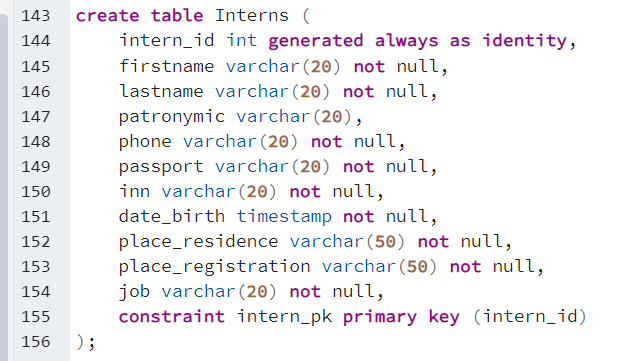 143 create table Interns (
144     intern_id int generated always as identity,
145     firstname varchar(20) not null,
146     lastname varchar(20) not null,
147     patronymic varchar(20),
148     phone varchar(20) not null,
149     passport varchar(20) not null,
150     inn varchar(20) not null,
151     date_birth timestamp not null,
152     place_residence varchar(50) not null,
153     place_registration varchar(50) not null,
154     job varchar(20) not null,
155     constraint intern_pk primary key (intern_id)
156 );